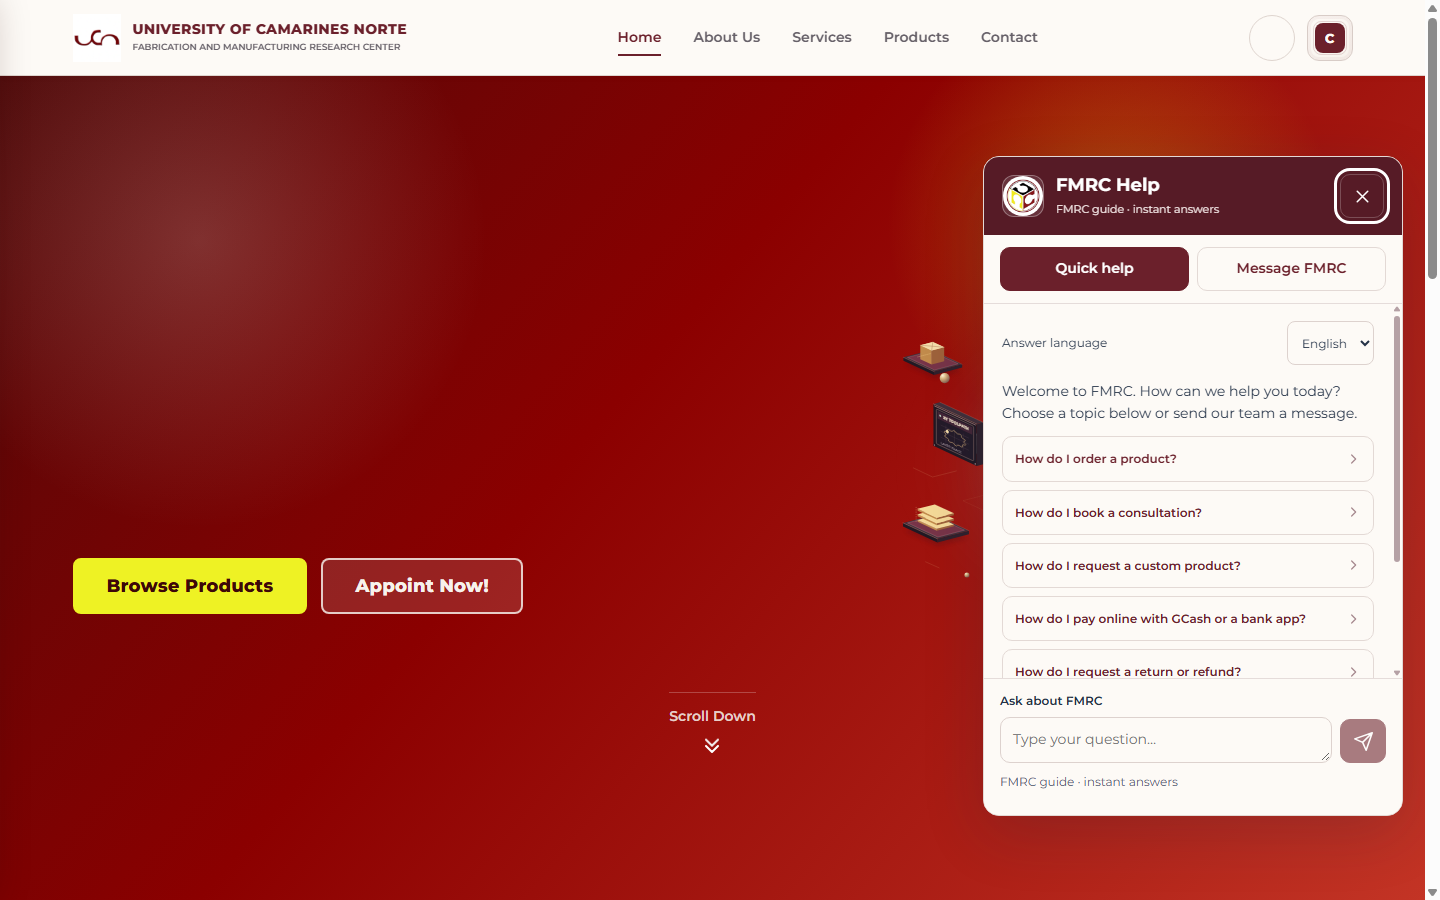 UNIVERSITY OF CAMARINES NORTE
FABRICATION AND MANUFACTURING RESEARCH CENTER
Home
About Us
Services
Products
Contact
C
Browse Products
Appoint Now!
Scroll Down
FMRC Help
FMRC guide · instant answers
Quick help
Message FMRC
Answer language
English
Welcome to FMRC. How can we help you today?
Choose a topic below or send our team a message.
How do I order a product?
How do I book a consultation?
How do I request a custom product?
How do I pay online with GCash or a bank app?
How do I request a return or refund?
Ask about FMRC
Type your question...
FMRC guide · instant answers